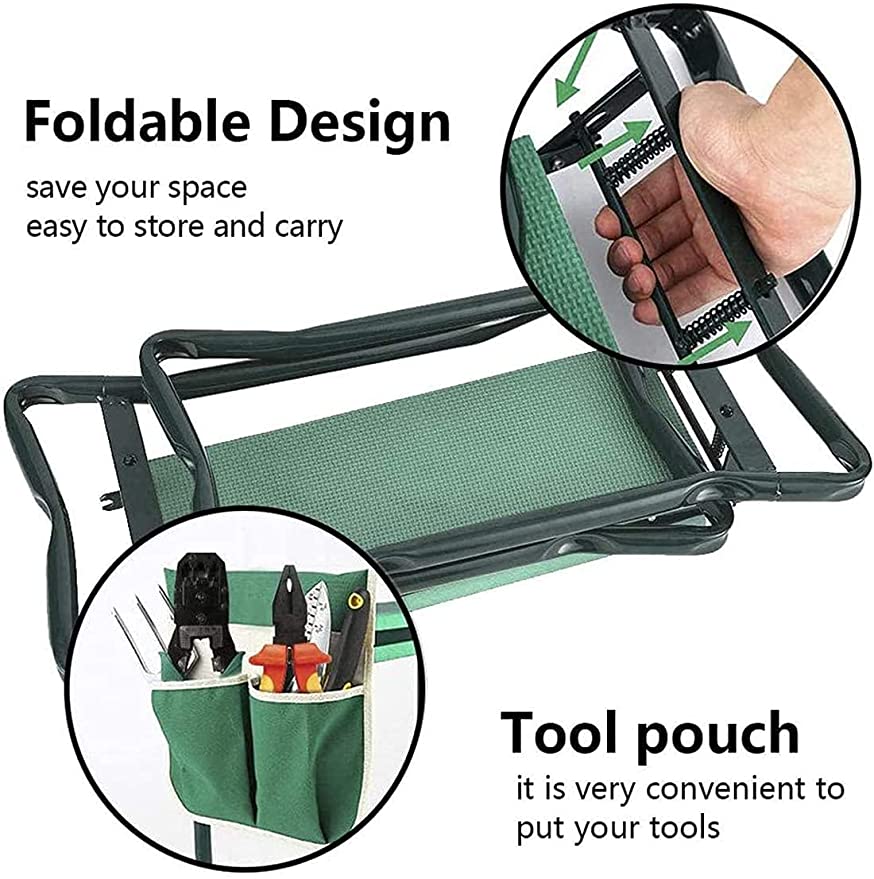 Foldable Design
save your space
easy to store and carry
Tool pouch
it is very convenient to
put your tools